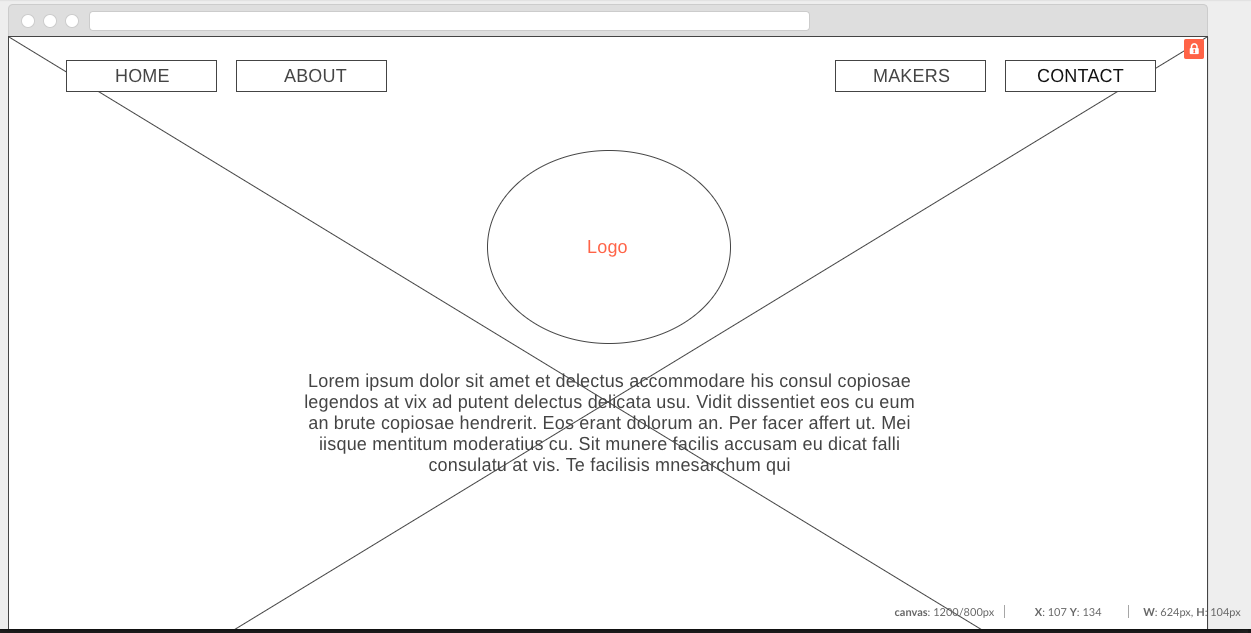 HOME ABOUT MAKERS CONTACT
Logo
Lorem ipsum dolor sit amet et delectus accommodare his consul copiosae
legendos at vix ad putent delectus delicata usu. Vidit dissentiet eos cu eum
an brute copiosae hendrerit. Eos erant dolorum an. Per facer affert ut. Mei
iisque mentitum moderatius cu. Sit munere facilis accusam eu dicat falli
consulatu at vis. Te facilisis mnesarchum qui
canvas: 1200/800px X: 107 Y: 134 W: 624px, H: 104px